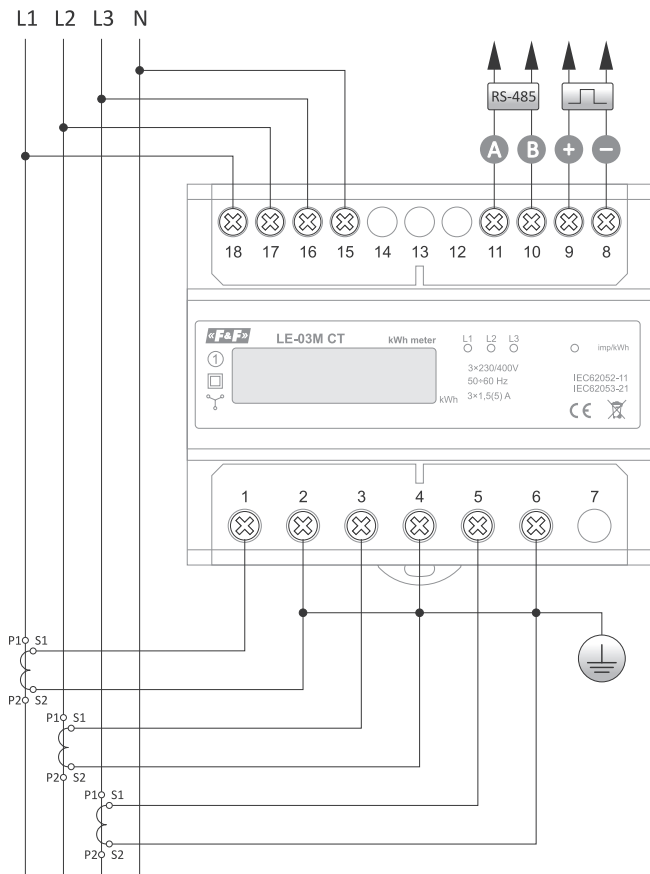 L1 L2 L3 N
RS-485
A B + −
18 17 16 15 14 13 12 11 10 9 8
«F&F» LE-03M CT kWh meter L1 L2 L3 imp/kWh
1
3×230/400V
50÷60 Hz
3×1,5(5) A
IEC62052-11
IEC62053-21
kWh
CE
1 2 3 4 5 6 7
P1 S1
P2 S2
P1 S1
P2 S2
P1 S1
P2 S2